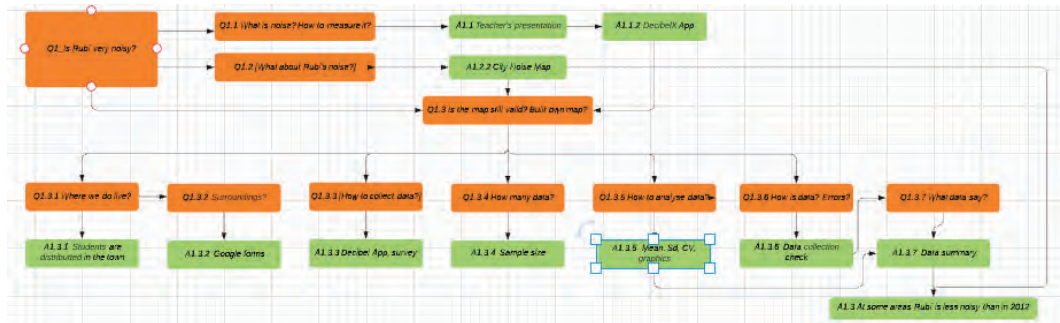 Q1_Is Rubi very noisy?
Q1.1 What is noise? How to measure it?
A1.1 Teacher's presentation
A1.1.2 DecibelX App
Q1.2 (What about Rubi's noise?)
A1.2.2 City Noise Map
Q1.3 Is the map still valid? Built own map?
Q1.3.1 Where we do live?
Q1.3.2 Surroundings?
Q1.3.3 (How to collect data?)
Q1.3.4 How many data?
Q1.3.5 How to analyse data?
Q1.3.6 How is data? Errors?
Q1.3.7 What data say?
A1.3.1 Students are
distributed in the town
A1.3.2 Google forms
A1.3.3 Decibel App, survey
A1.3.4 Sample size
A1.3.5 Mean, Sd, CV,
graphics
A1.3.6 Data collection
check
A1.3.7 Data summary
A1.3 At some areas Rubi is less noisy than in 2012